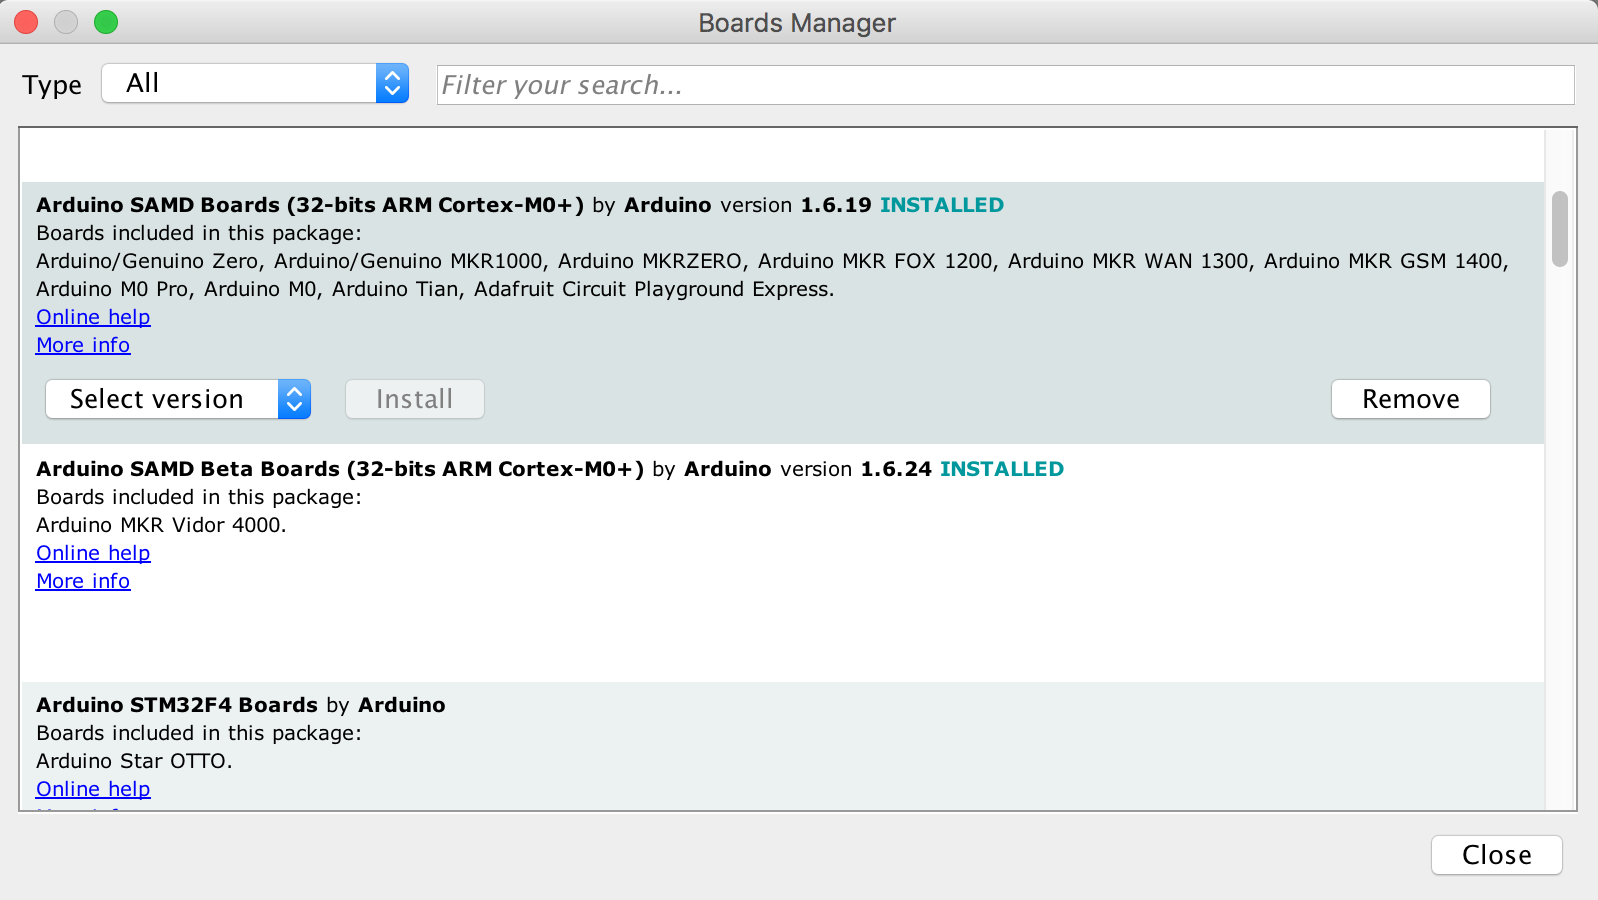 Boards Manager
Type All Filter your search...
Arduino SAMD Boards (32-bits ARM Cortex-M0+) by Arduino version 1.6.19 INSTALLED
Boards included in this package:
Arduino/Genuino Zero, Arduino/Genuino MKR1000, Arduino MKRZERO, Arduino MKR FOX 1200, Arduino MKR WAN 1300, Arduino MKR GSM 1400,
Arduino M0 Pro, Arduino M0, Arduino Tian, Adafruit Circuit Playground Express.
Online help
More info
Select version Install Remove
Arduino SAMD Beta Boards (32-bits ARM Cortex-M0+) by Arduino version 1.6.24 INSTALLED
Boards included in this package:
Arduino MKR Vidor 4000.
Online help
More info
Arduino STM32F4 Boards by Arduino
Boards included in this package:
Arduino Star OTTO.
Online help
Close